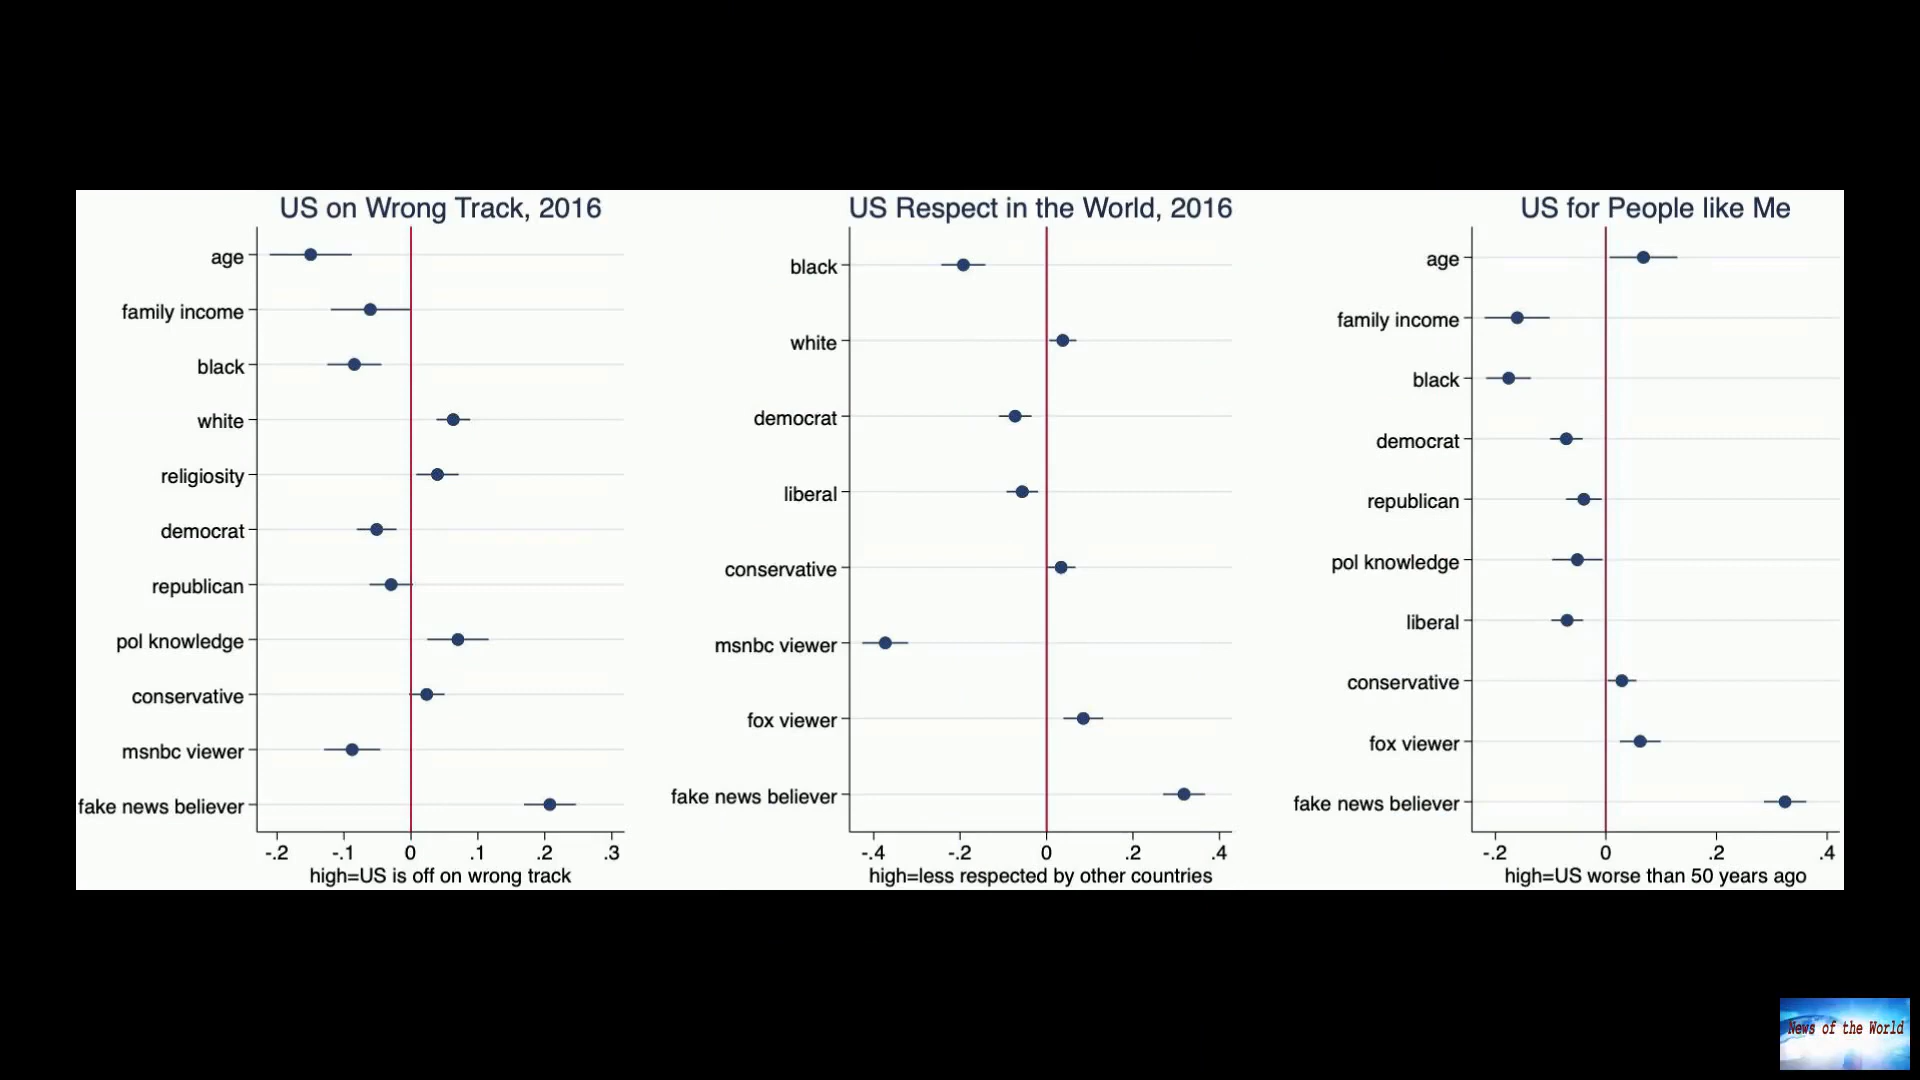 US on Wrong Track, 2016
age
family income
black
white
religiosity
democrat
republican
pol knowledge
conservative
msnbc viewer
fake news believer
-.2 -.1 0 .1 .2 .3
high=US is off on wrong track
US Respect in the World, 2016
black
white
democrat
liberal
conservative
msnbc viewer
fox viewer
fake news believer
-.4 -.2 0 .2 .4
high=less respected by other countries
US for People like Me
age
family income
black
democrat
republican
pol knowledge
liberal
conservative
fox viewer
fake news believer
-.2 0 .2 .4
high=US worse than 50 years ago
News of the World